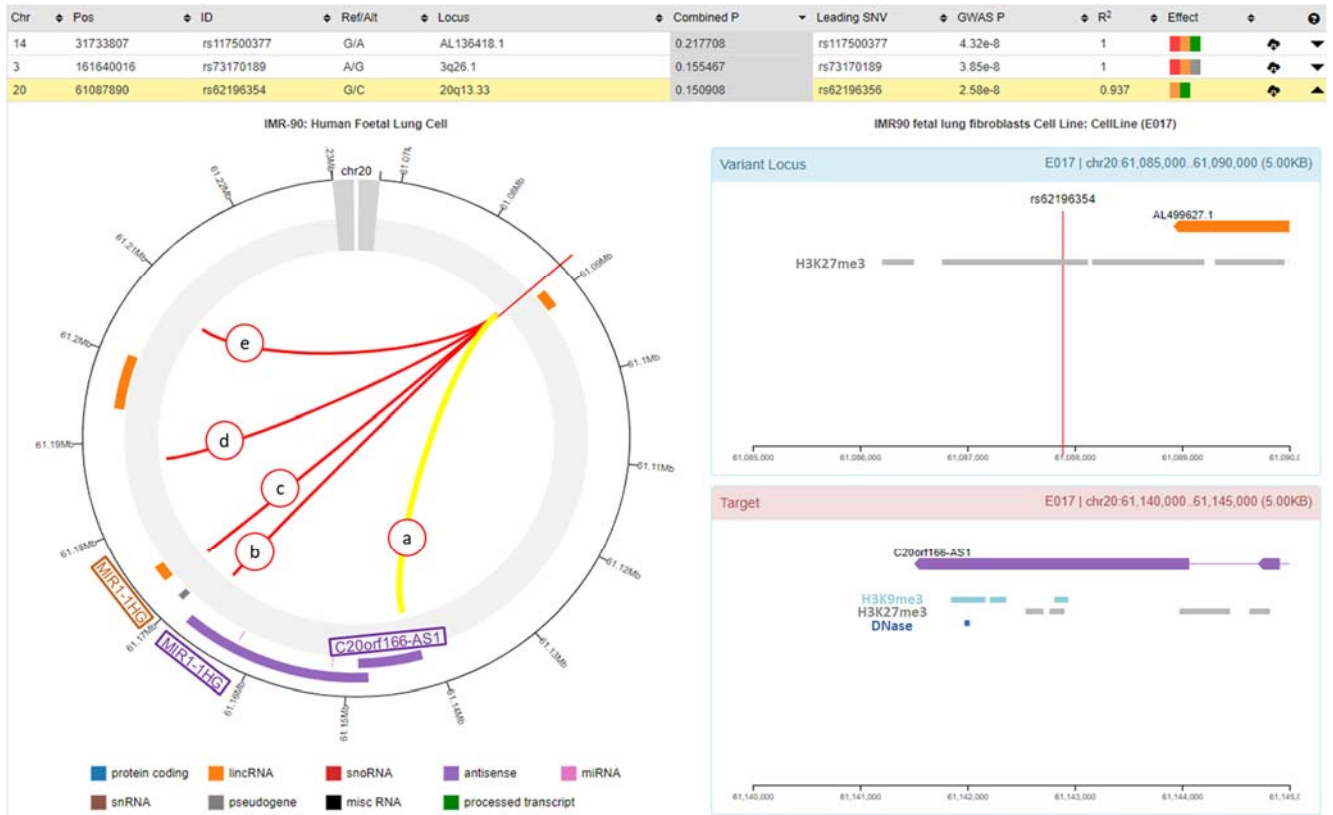 Chr Pos ID Ref/Alt Locus Combined P Leading SNV GWAS P R² Effect
14 31733807 rs117500377 G/A AL136418.1 0.217708 rs117500377 4.32e-8 1
3 161640016 rs73170189 A/G 3q26.1 0.155467 rs73170189 3.85e-8 1
20 61087890 rs62196354 G/C 20q13.33 0.150908 rs62196356 2.58e-8 0.937
IMR-90: Human Foetal Lung Cell
chr20
61.07M
61.08Mb
61.09Mb
61.1Mb
61.11Mb
61.12Mb
61.13Mb
61.14Mb
61.15Mb
61.16Mb
61.17Mb
61.18Mb
61.19Mb
61.2Mb
61.21Mb
61.22Mb
.23Mb
e
d
c
b
a
MIR1-1HG
MIR1-1HG
C20orf166-AS1
protein coding lincRNA snoRNA antisense miRNA
snRNA pseudogene misc RNA processed transcript
IMR90 fetal lung fibroblasts Cell Line: CellLine (E017)
Variant Locus E017 | chr20:61,085,000..61,090,000 (5.00KB)
rs62196354
AL499627.1
H3K27me3
61,085,000 61,086,000 61,087,000 61,088,000 61,089,000 61,090,(
Target E017 | chr20:61,140,000..61,145,000 (5.00KB)
C20orf166-AS1
H3K9me3
H3K27me3
DNase
61,140,000 61,141,000 61,142,000 61,143,000 61,144,000 61,145,(